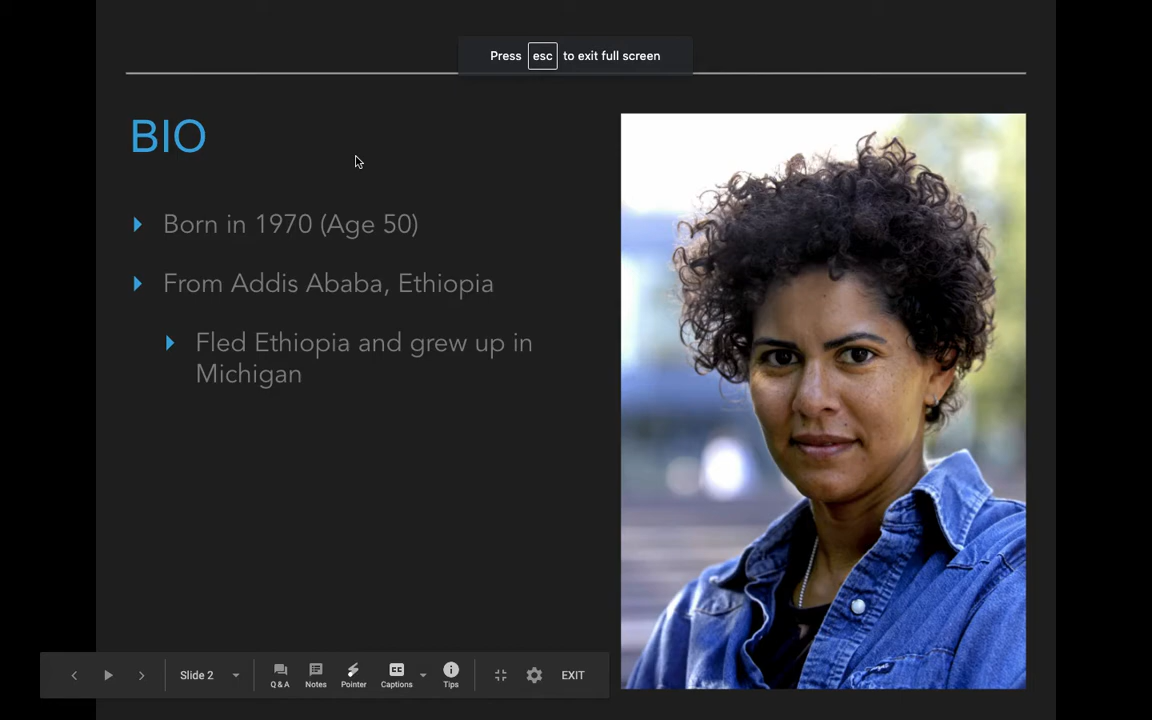 Press esc to exit full screen
BIO
Born in 1970 (Age 50)
From Addis Ababa, Ethiopia
Fled Ethiopia and grew up in
Michigan
Slide 2
Q&A
Notes
Pointer
CC
Captions
Tips
EXIT